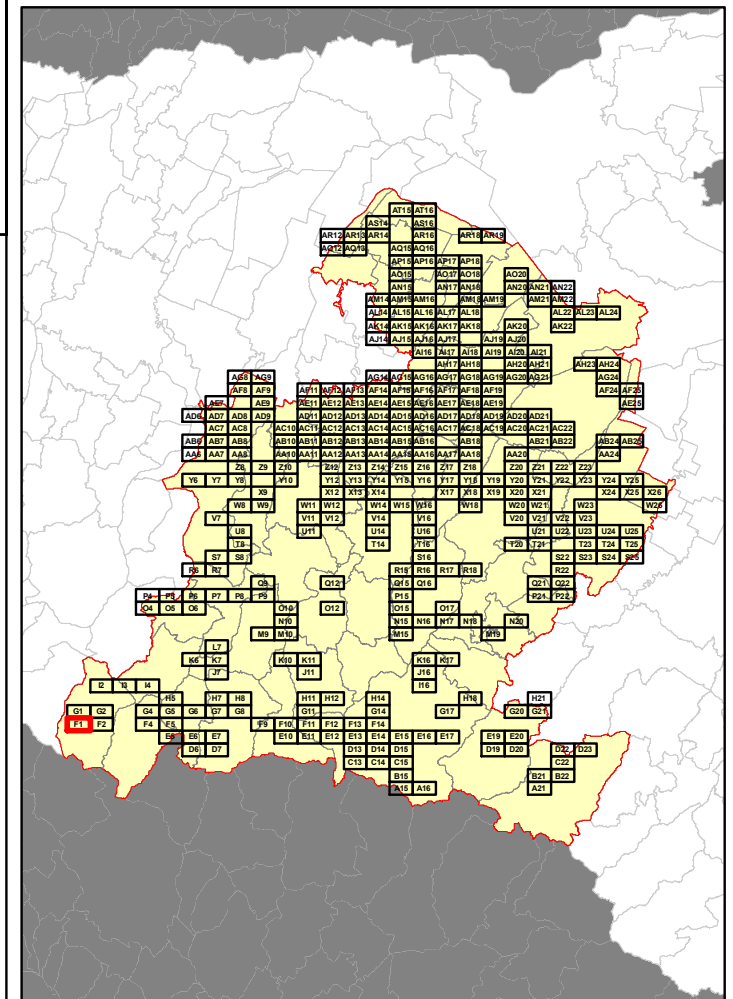 AT15 AT16
AS14 AS16
AR12 AR13 AR14 AR16 AR18 AR19
AQ12 AQ13 AQ15 AQ16
AP15 AP16 AP17 AP18
AO15 AO17 AO18 AO20
AN15 AN17 AN18 AN20 AN21 AN22
AM14 AM15 AM16 AM18 AM19 AM21 AM22
AL14 AL15 AL16 AL17 AL18 AL22 AL23 AL24
AK14 AK15 AK16 AK17 AK18 AK20 AK22
AJ14 AJ15 AJ16 AJ17 AJ19 AJ20
AI16 AI17 AI18 AI19 AI20 AI21
AH17 AH18 AH20 AH21 AH23 AH24
AG8 AG9 AG14 AG15 AG16 AG17 AG18 AG19 AG20 AG21 AG24
AF8 AF9 AF11 AF12 AF13 AF14 AF15 AF16 AF17 AF18 AF19 AF24 AF25
AE7 AE9 AE11 AE12 AE13 AE14 AE15 AE16 AE17 AE18 AE19 AE25
AD6 AD7 AD8 AD9 AD11 AD12 AD13 AD14 AD15 AD16 AD17 AD18 AD19 AD20 AD21
AC7 AC8 AC10 AC11 AC12 AC13 AC14 AC15 AC16 AC17 AC18 AC19 AC20 AC21 AC22
AB6 AB7 AB8 AB10 AB11 AB12 AB13 AB14 AB15 AB16 AB18 AB21 AB22 AB24 AB25
AA6 AA7 AA8 AA10 AA11 AA12 AA13 AA14 AA15 AA16 AA17 AA18 AA20 AA24
Z8 Z9 Z10 Z12 Z13 Z14 Z15 Z16 Z17 Z18 Z20 Z21 Z22 Z23
Y6 Y7 Y8 Y10 Y12 Y13 Y14 Y15 Y16 Y17 Y18 Y19 Y20 Y21 Y22 Y23 Y24 Y25
X9 X12 X13 X14 X17 X18 X19 X20 X21 X24 X25 X26
W8 W9 W11 W12 W14 W15 W16 W18 W20 W21 W23 W26
V7 V11 V12 V14 V16 V20 V21 V22 V23
U8 U11 U14 U16 U21 U22 U23 U24 U25
T8 T14 T16 T20 T21 T23 T24 T25
S7 S8 S16 S22 S23 S24 S25
R6 R7 R15 R16 R17 R18 R22
Q9 Q12 Q15 Q16 Q21 Q22
P4 P5 P6 P7 P8 P9 P15 P21 P22
O4 O5 O6 O10 O12 O15 O17
N10 N15 N16 N17 N18 N20
M9 M10 M15 M19
L7
K6 K7 K10 K11 K16 K17
J7 J11 J16
I2 I3 I4 I16
H5 H7 H8 H11 H12 H14 H18 H21
G1 G2 G4 G5 G6 G7 G8 G11 G14 G17 G20 G21
F1 F2 F4 F5 F9 F10 F11 F12 F13 F14
E5 E6 E7 E10 E11 E12 E13 E14 E15 E16 E17 E19 E20
D6 D7 D13 D14 D15 D19 D20 D22 D23
C13 C14 C15 C22
B15 B21 B22
A15 A16 A21